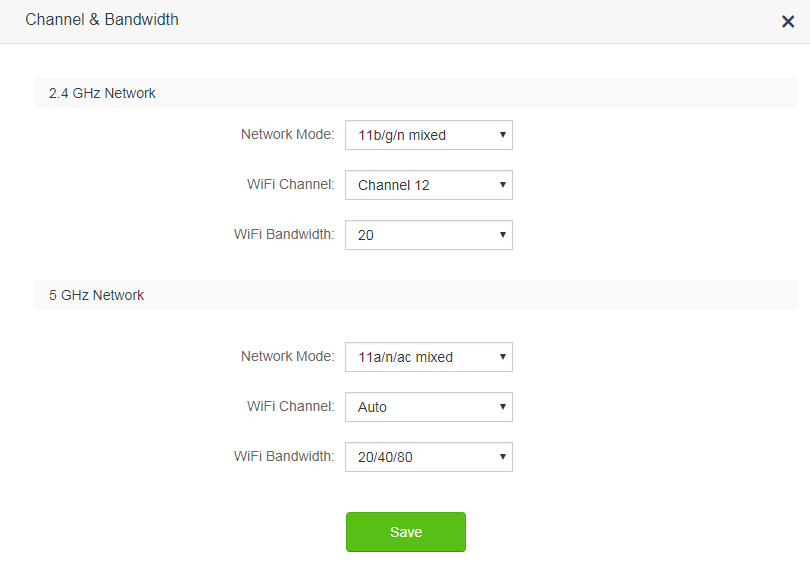 Channel & Bandwidth
2.4 GHz Network
Network Mode: 11b/g/n mixed
WiFi Channel: Channel 12
WiFi Bandwidth: 20
5 GHz Network
Network Mode: 11a/n/ac mixed
WiFi Channel: Auto
WiFi Bandwidth: 20/40/80
Save